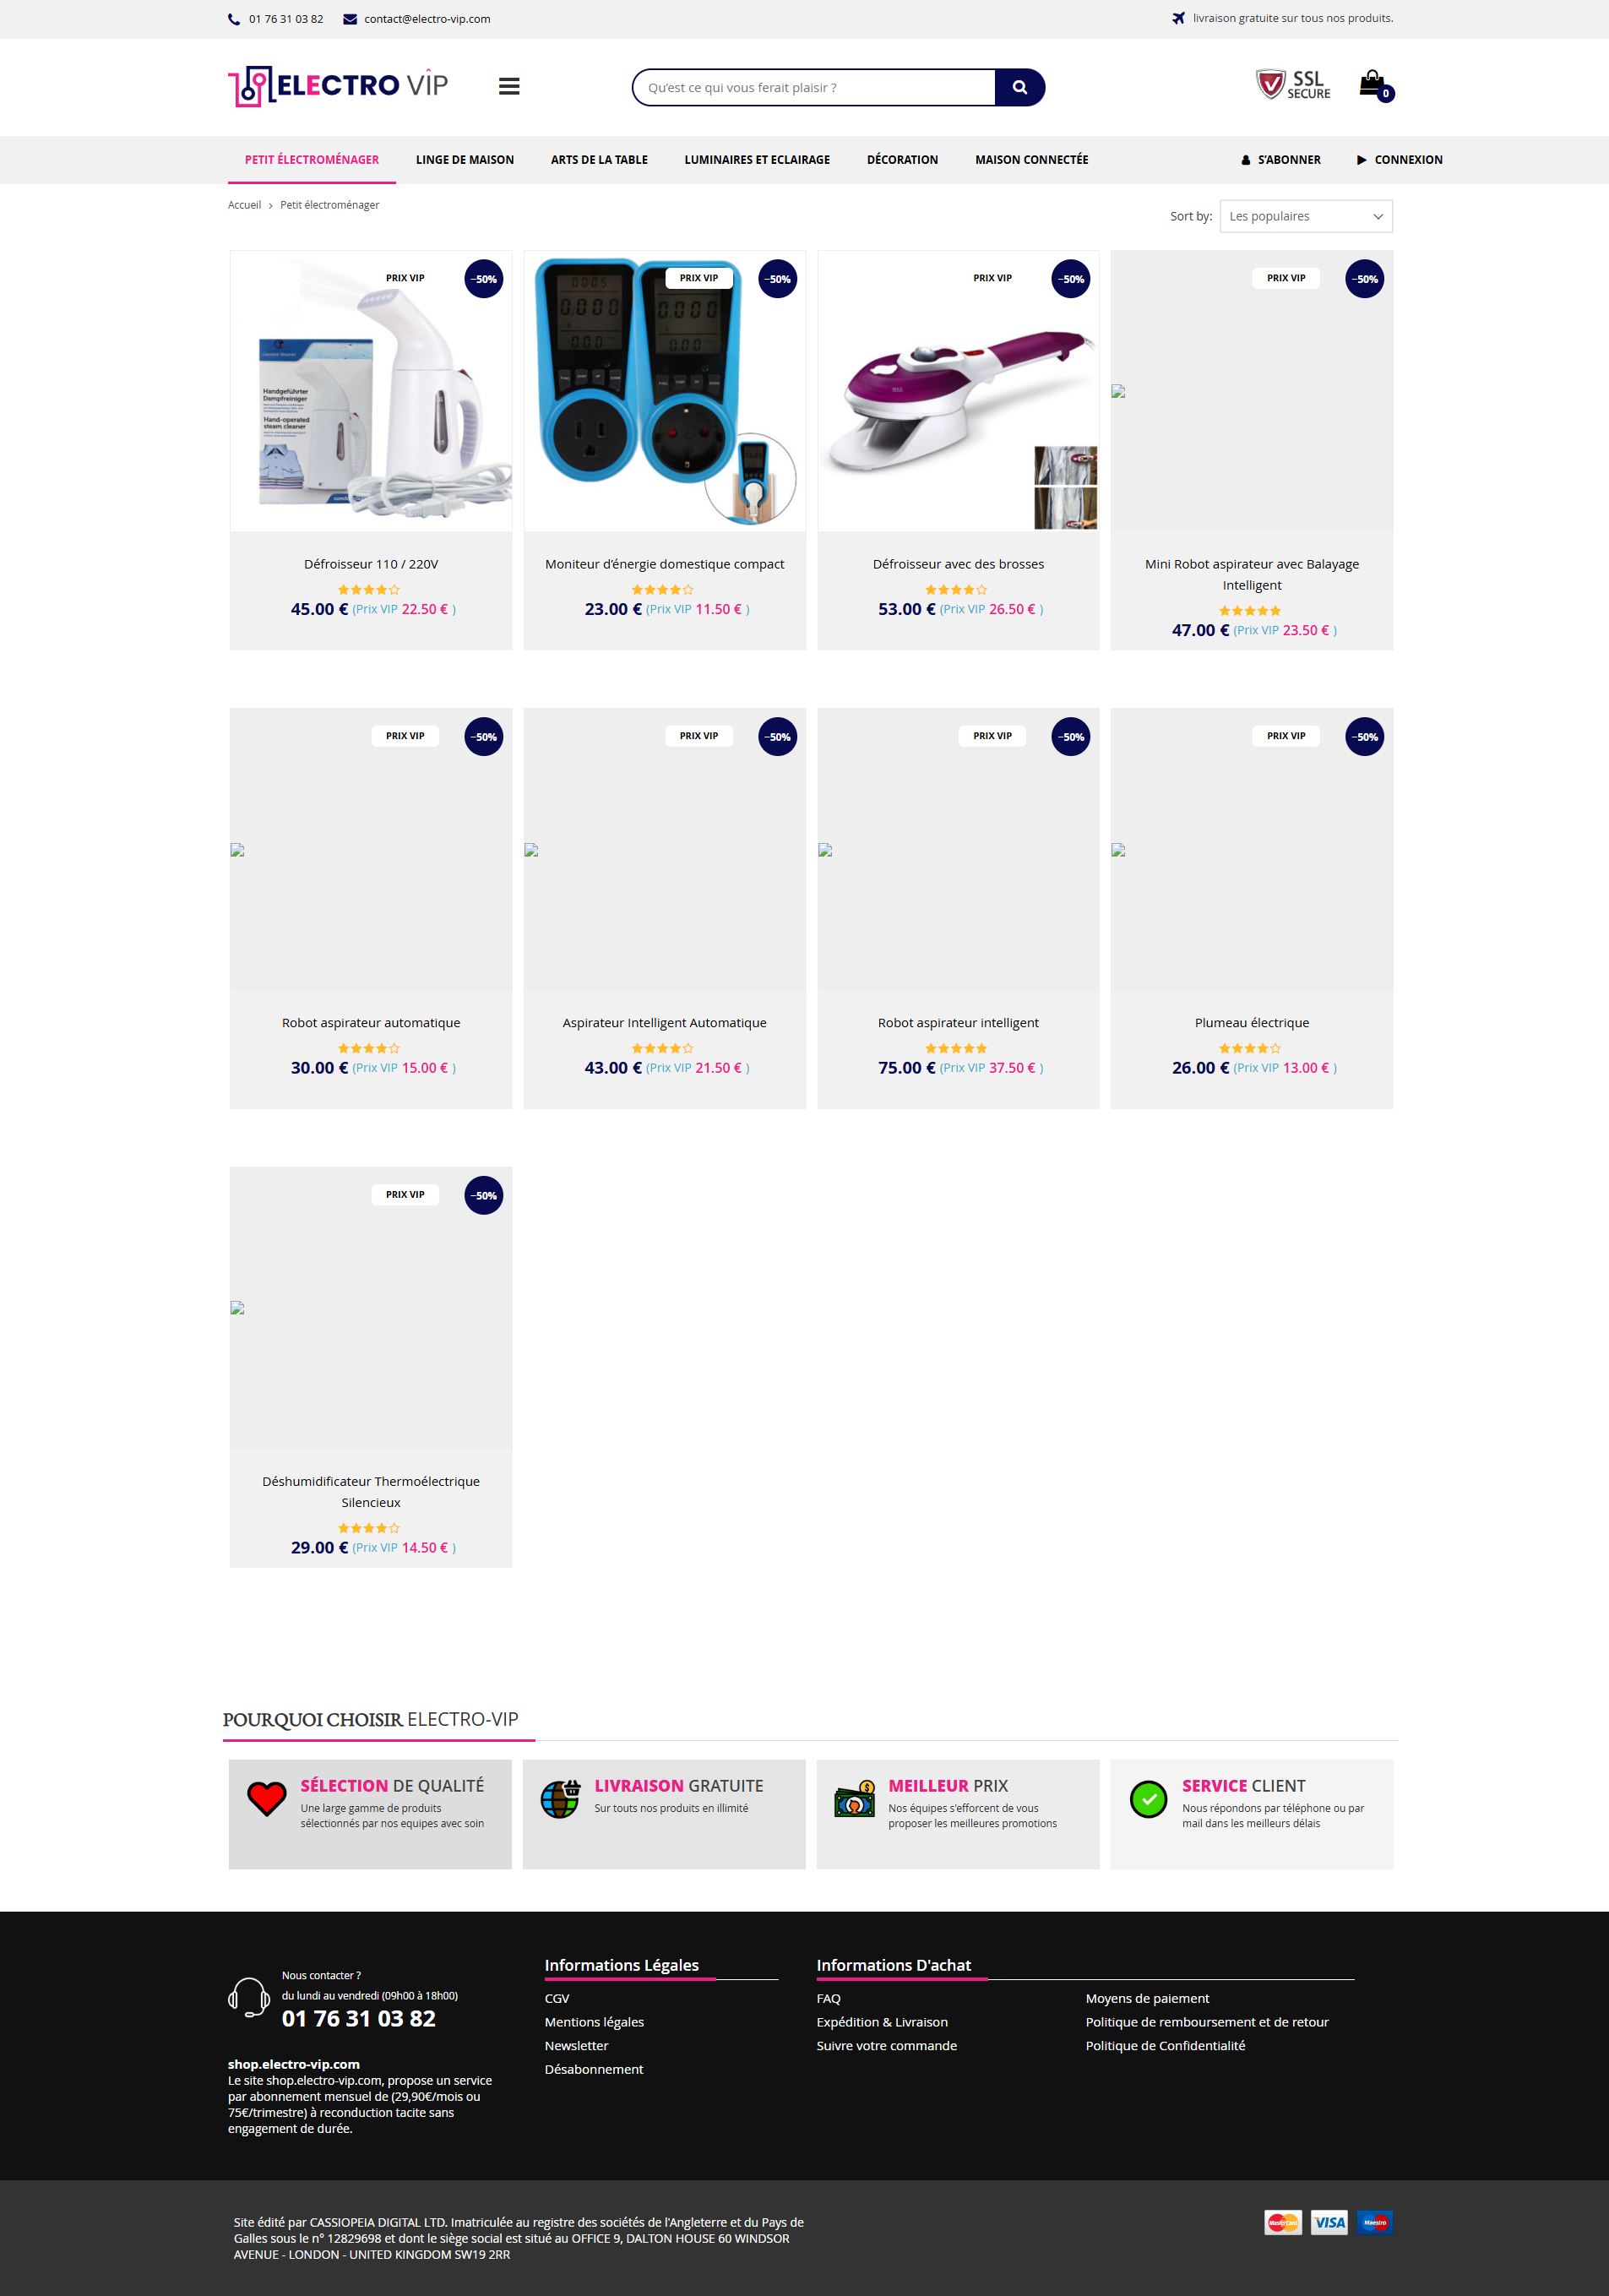 01 76 31 03 82 contact@electro-vip.com livraison gratuite sur tous nos produits.
ELECTRO VIP Qu’est ce qui vous ferait plaisir ? SSL SECURE 0
PETIT ÉLECTROMÉNAGER LINGE DE MAISON ARTS DE LA TABLE LUMINAIRES ET ECLAIRAGE DÉCORATION MAISON CONNECTÉE S’ABONNER CONNEXION
Accueil > Petit électroménager Sort by: Les populaires
PRIX VIP −50% PRIX VIP −50% PRIX VIP −50% PRIX VIP −50%
Handgeführter
Dampfreiniger
Hand-operated
steam cleaner
Défroisseur 110 / 220V
45.00 € (Prix VIP 22.50 € )
Moniteur d’énergie domestique compact
23.00 € (Prix VIP 11.50 € )
Défroisseur avec des brosses
53.00 € (Prix VIP 26.50 € )
Mini Robot aspirateur avec Balayage
Intelligent
47.00 € (Prix VIP 23.50 € )
PRIX VIP −50% PRIX VIP −50% PRIX VIP −50% PRIX VIP −50%
Robot aspirateur automatique
30.00 € (Prix VIP 15.00 € )
Aspirateur Intelligent Automatique
43.00 € (Prix VIP 21.50 € )
Robot aspirateur intelligent
75.00 € (Prix VIP 37.50 € )
Plumeau électrique
26.00 € (Prix VIP 13.00 € )
PRIX VIP −50%
Déshumidificateur Thermoélectrique
Silencieux
29.00 € (Prix VIP 14.50 € )
POURQUOI CHOISIR ELECTRO-VIP
SÉLECTION DE QUALITÉ
Une large gamme de produits
sélectionnés par nos equipes avec soin
LIVRAISON GRATUITE
Sur touts nos produits en illimité
MEILLEUR PRIX
Nos équipes s'efforcent de vous
proposer les meilleures promotions
SERVICE CLIENT
Nous répondons par téléphone ou par
mail dans les meilleurs délais
Nous contacter ?
du lundi au vendredi (09h00 à 18h00)
01 76 31 03 82
shop.electro-vip.com
Le site shop.electro-vip.com, propose un service
par abonnement mensuel de (29,90€/mois ou
75€/trimestre) à reconduction tacite sans
engagement de durée.
Informations Légales
CGV
Mentions légales
Newsletter
Désabonnement
Informations D'achat
FAQ
Expédition & Livraison
Suivre votre commande
Moyens de paiement
Politique de remboursement et de retour
Politique de Confidentialité
Site édité par CASSIOPEIA DIGITAL LTD. Imatriculée au registre des sociétés de l'Angleterre et du Pays de
Galles sous le n° 12829698 et dont le siège social est situé au OFFICE 9, DALTON HOUSE 60 WINDSOR
AVENUE - LONDON - UNITED KINGDOM SW19 2RR
MasterCard VISA Maestro